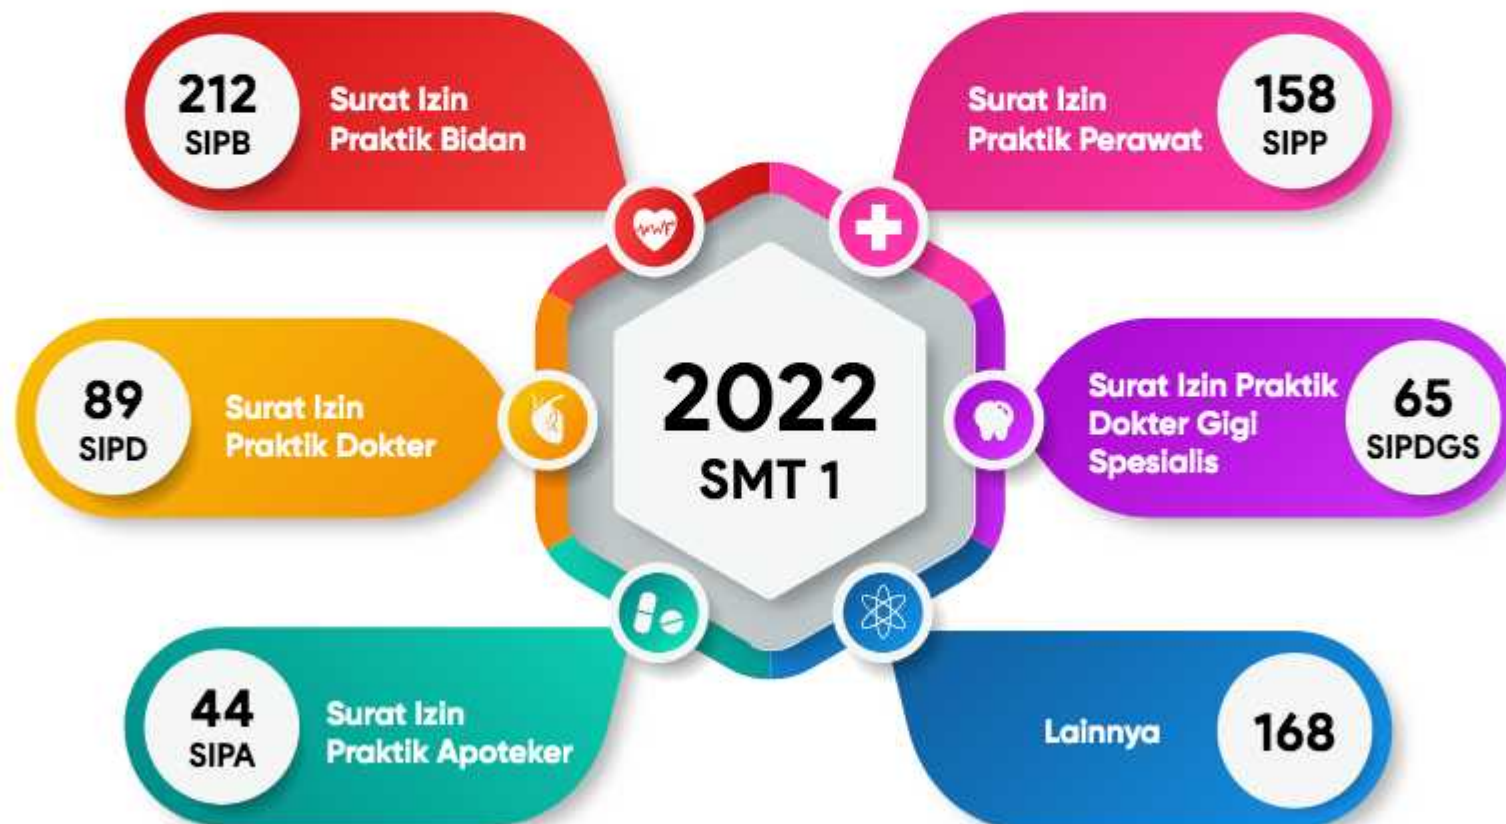 212
SIPB
Surat Izin
Praktik Bidan
Surat Izin
Praktik Perawat
158
SIPP
89
SIPD
Surat Izin
Praktik Dokter
2022
SMT 1
Surat Izin Praktik
Dokter Gigi
Spesialis
65
SIPDGS
44
SIPA
Surat Izin
Praktik Apoteker
Lainnya
168